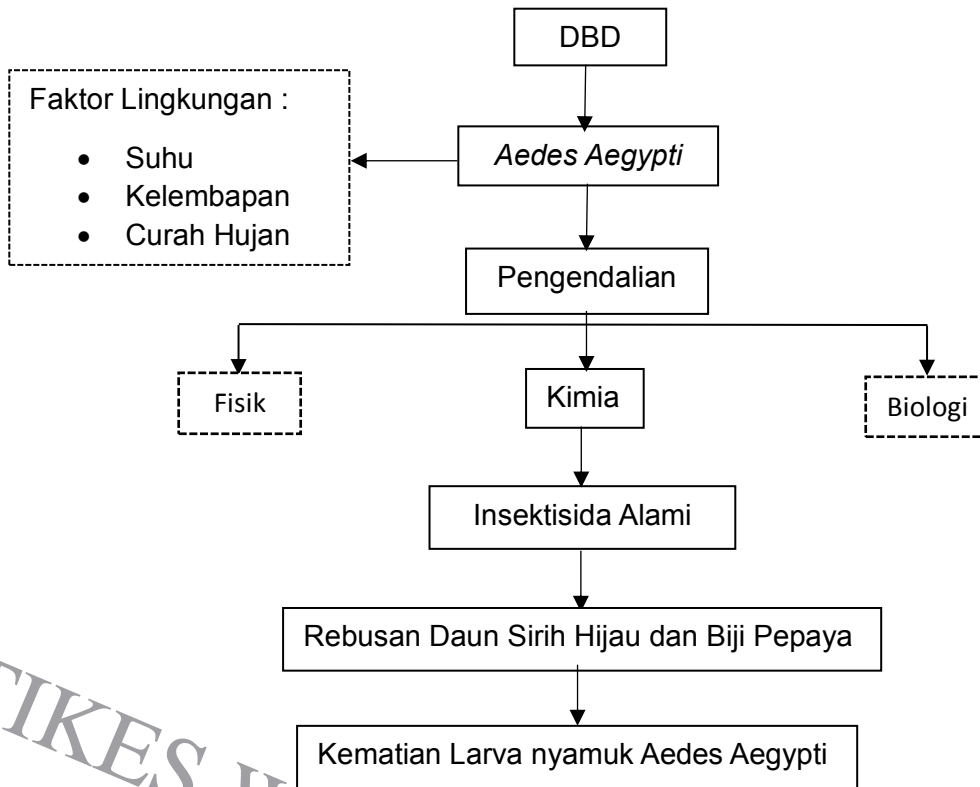 DBD
Faktor Lingkungan :
• Suhu
• Kelembapan
• Curah Hujan
Aedes Aegypti
Pengendalian
Fisik
Kimia
Biologi
Insektisida Alami
Rebusan Daun Sirih Hijau dan Biji Pepaya
Kematian Larva nyamuk Aedes Aegypti